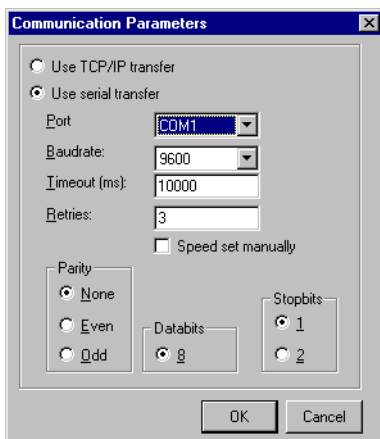 Communication Parameters
Use TCP/IP transfer
Use serial transfer
Port COM1
Baudrate: 9600
Timeout (ms): 10000
Retries: 3
Speed set manually
Parity
None
Even
Odd
Databits
8
Stopbits
1
2
OK Cancel